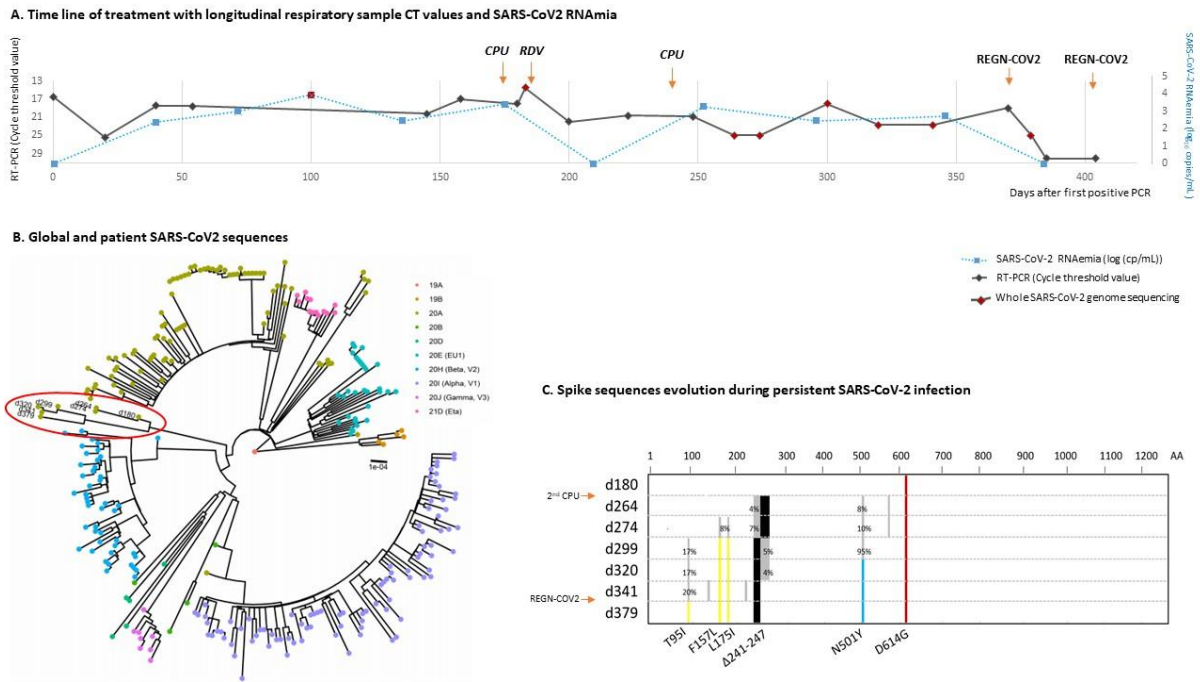 A. Time line of treatment with longitudinal respiratory sample CT values and SARS-CoV2 RNAmia
RT-PCR (Cycle threshold value)
SARS-CoV-2 RNAemia (log10 copies/mL)
CPU
RDV
CPU
REGN-COV2
REGN-COV2
13
17
21
25
29
5
4
3
2
1
0
0
50
100
150
200
250
300
350
400
Days after first positive PCR
B. Global and patient SARS-CoV2 sequences
SARS-CoV-2 RNAemia (log (cp/mL))
RT-PCR (Cycle threshold value)
Whole SARS-CoV-2 genome sequencing
19A
19B
20A
20B
20D
20E (EU1)
20H (Beta, V2)
20I (Alpha, V1)
20J (Gamma, V3)
21D (Eta)
d320
d299
d341
d379
d274
d264
d180
1e-04
C. Spike sequences evolution during persistent SARS-CoV-2 infection
1 100 200 300 400 500 600 700 800 900 1000 1100 1200 AA
d180
2nd CPU
d264 4% 8%
d274 8% 7% 10%
d299 17% 5% 95%
d320 17% 4%
d341 20%
REGN-COV2
d379
T95I
F157L
L175I
Δ241-247
N501Y
D614G